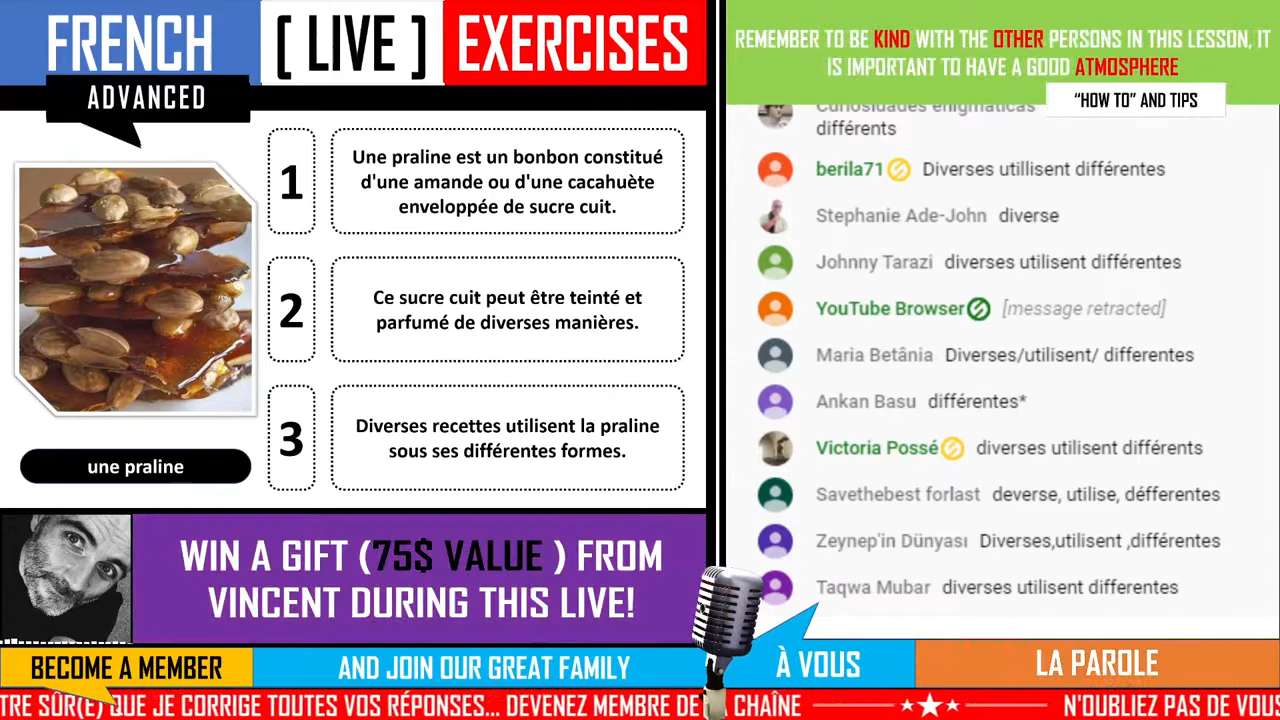 FRENCH
[ LIVE ]
EXERCISES
ADVANCED
1
Une praline est un bonbon constitué
d'une amande ou d'une cacahuète
enveloppée de sucre cuit.
2
Ce sucre cuit peut être teinté et
parfumé de diverses manières.
3
Diverses recettes utilisent la praline
sous ses différentes formes.
une praline
WIN A GIFT (75$ VALUE ) FROM
VINCENT DURING THIS LIVE!
REMEMBER TO BE KIND WITH THE OTHER PERSONS IN THIS LESSON, IT
IS IMPORTANT TO HAVE A GOOD ATMOSPHERE
“HOW TO” AND TIPS
Curiosidades enigmáticas
différents
berila71 Diverses utillisent différentes
Stephanie Ade-John diverse
Johnny Tarazi diverses utilisent différentes
YouTube Browser [message retracted]
Maria Betânia Diverses/utilisent/ differentes
Ankan Basu différentes*
Victoria Possé diverses utilisent différents
Savethebest forlast deverse, utilise, défferentes
Zeynep'in Dünyası Diverses,utilisent ,différentes
Taqwa Mubar diverses utilisent differentes
BECOME A MEMBER
AND JOIN OUR GREAT FAMILY
À VOUS
LA PAROLE
TRE SÛR(E) QUE JE CORRIGE TOUTES VOS RÉPONSES... DEVENEZ MEMBRE DE A CHAÎNE
N'OUBLIEZ PAS DE VOUS